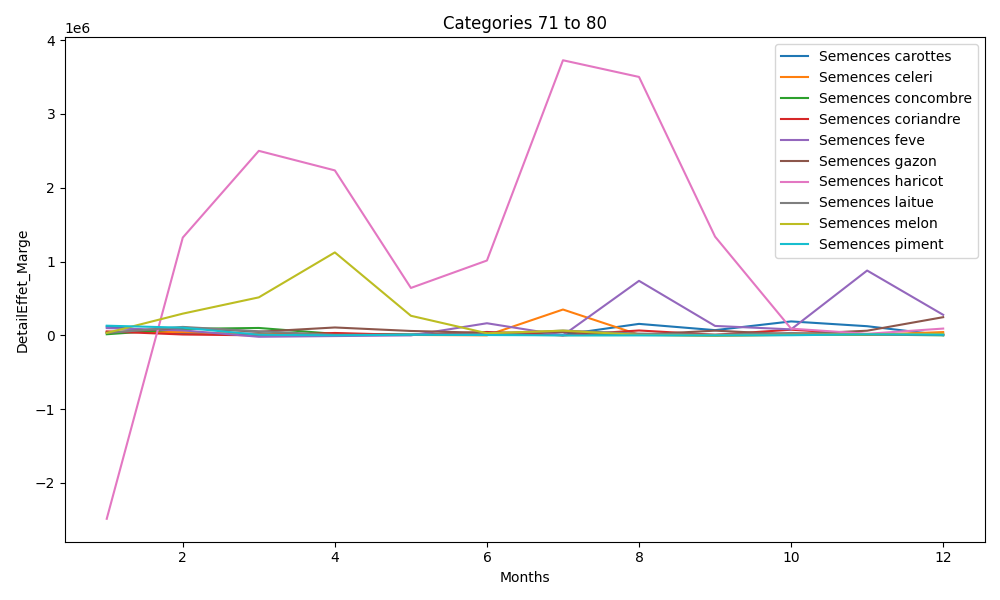 Categories 71 to 80
1e6
4
3
2
1
0
−1
−2
DetailEffet_Marge
2
4
6
8
10
12
Months
Semences carottes
Semences celeri
Semences concombre
Semences coriandre
Semences feve
Semences gazon
Semences haricot
Semences laitue
Semences melon
Semences piment